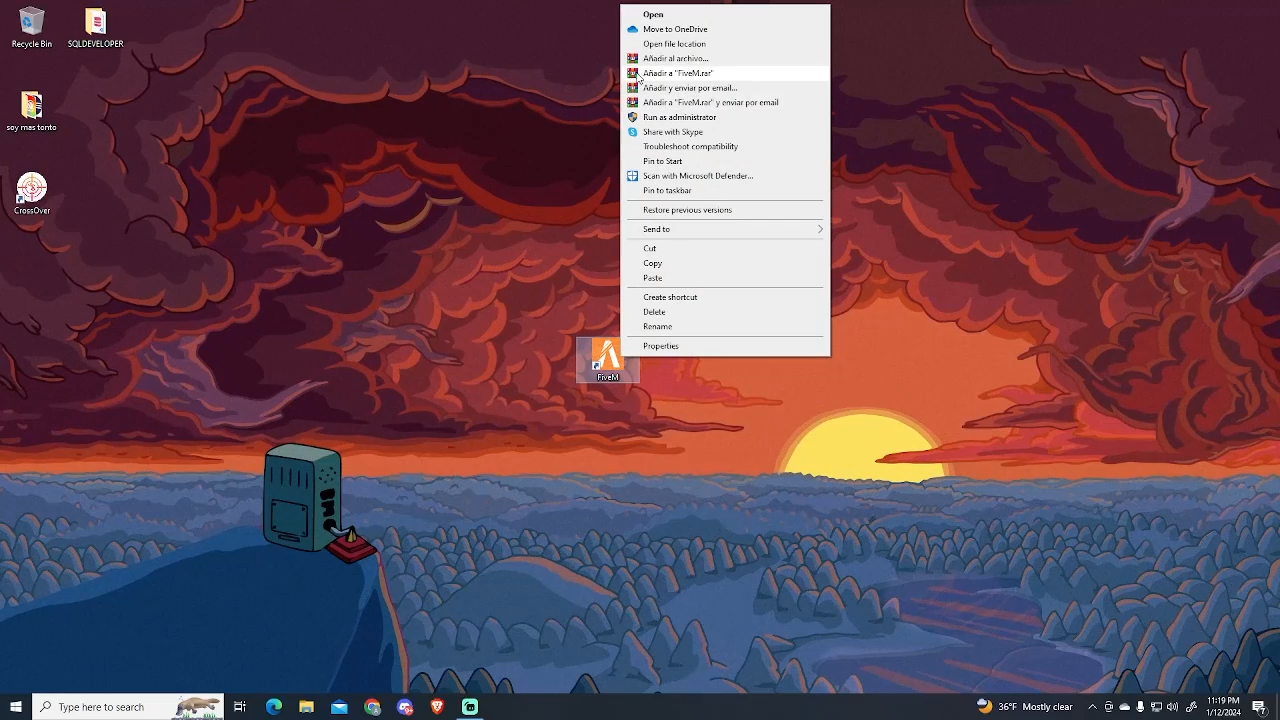 Recycle Bin
SQLDEVELOPER
soy mas tonto
CrossOver
Open
Move to OneDrive
Open file location
Añadir al archivo...
Añadir a "FiveM.rar"
Añadir y enviar por email...
Añadir a "FiveM.rar" y enviar por email
Run as administrator
Share with Skype
Troubleshoot compatibility
Pin to Start
Scan with Microsoft Defender...
Pin to taskbar
Restore previous versions
Send to
Cut
Copy
Paste
Create shortcut
Delete
Rename
Properties
FiveM
BMO
Type here to search
35°F Mostly clear
11:19 PM
1/12/2024